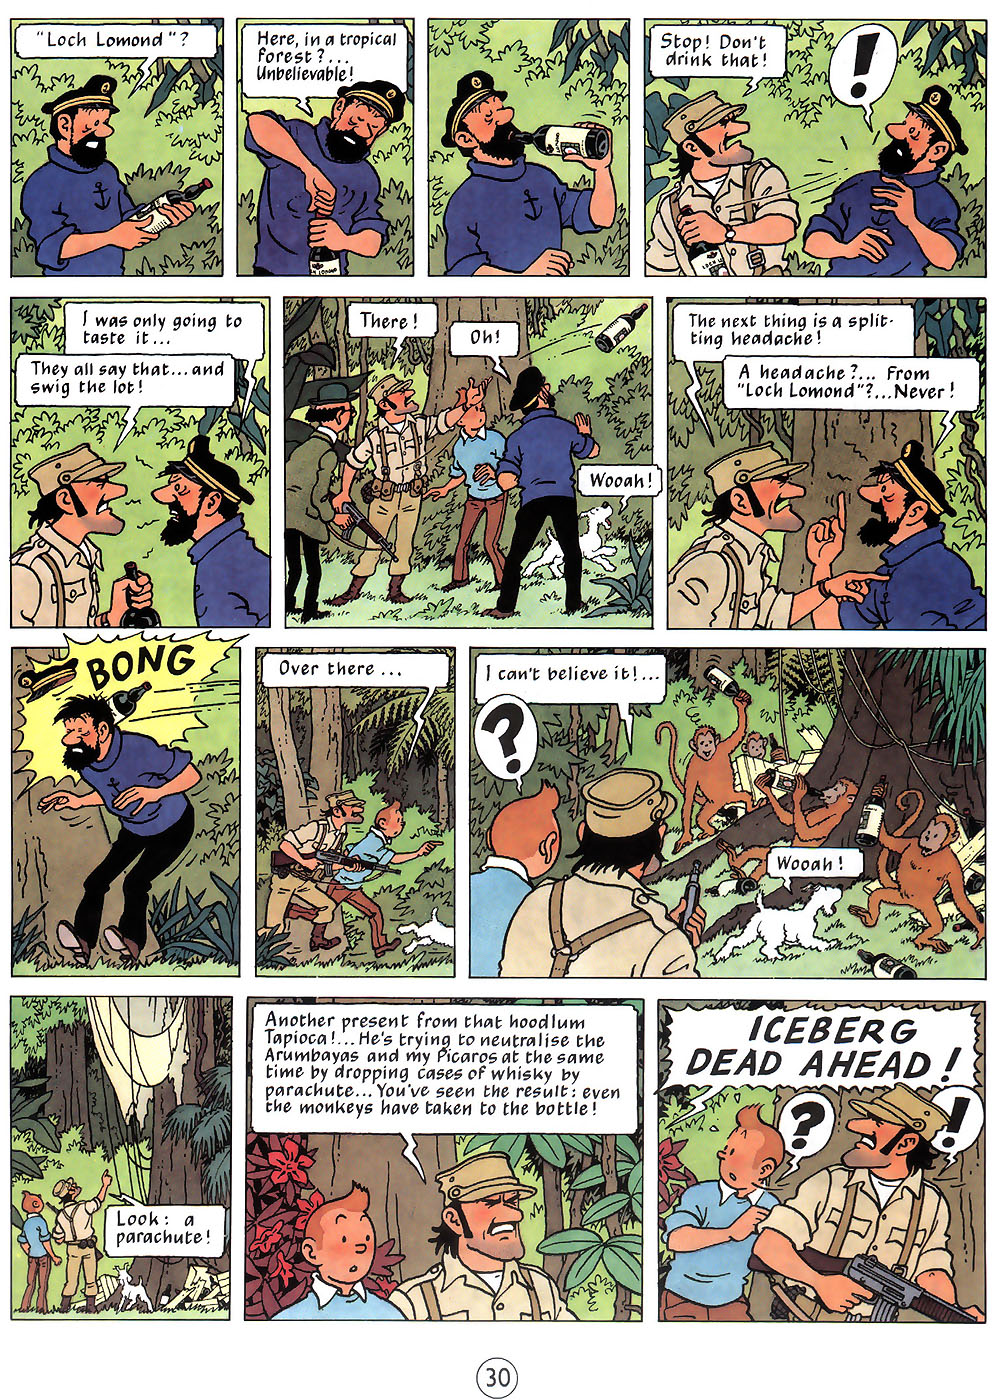 "Loch Lomond"?
Here, in a tropical
forest?...
Unbelievable!
Stop! Don't
drink that!
!
I was only going to
taste it...
They all say that...and
swig the lot!
There!
Oh!
Wooah!
The next thing is a split-
ting headache!
A headache?... From
"Loch Lomond"?...Never!
BONG
Over there...
I can't believe it!...
?
Wooah!
Look: a
parachute!
Another present from that hoodlum
Tapioca!... He's trying to neutralise the
Arumbayas and my Picaros at the same
time by dropping cases of whisky by
parachute... You've seen the result: even
the monkeys have taken to the bottle!
ICEBERG
DEAD AHEAD!
?
!
30